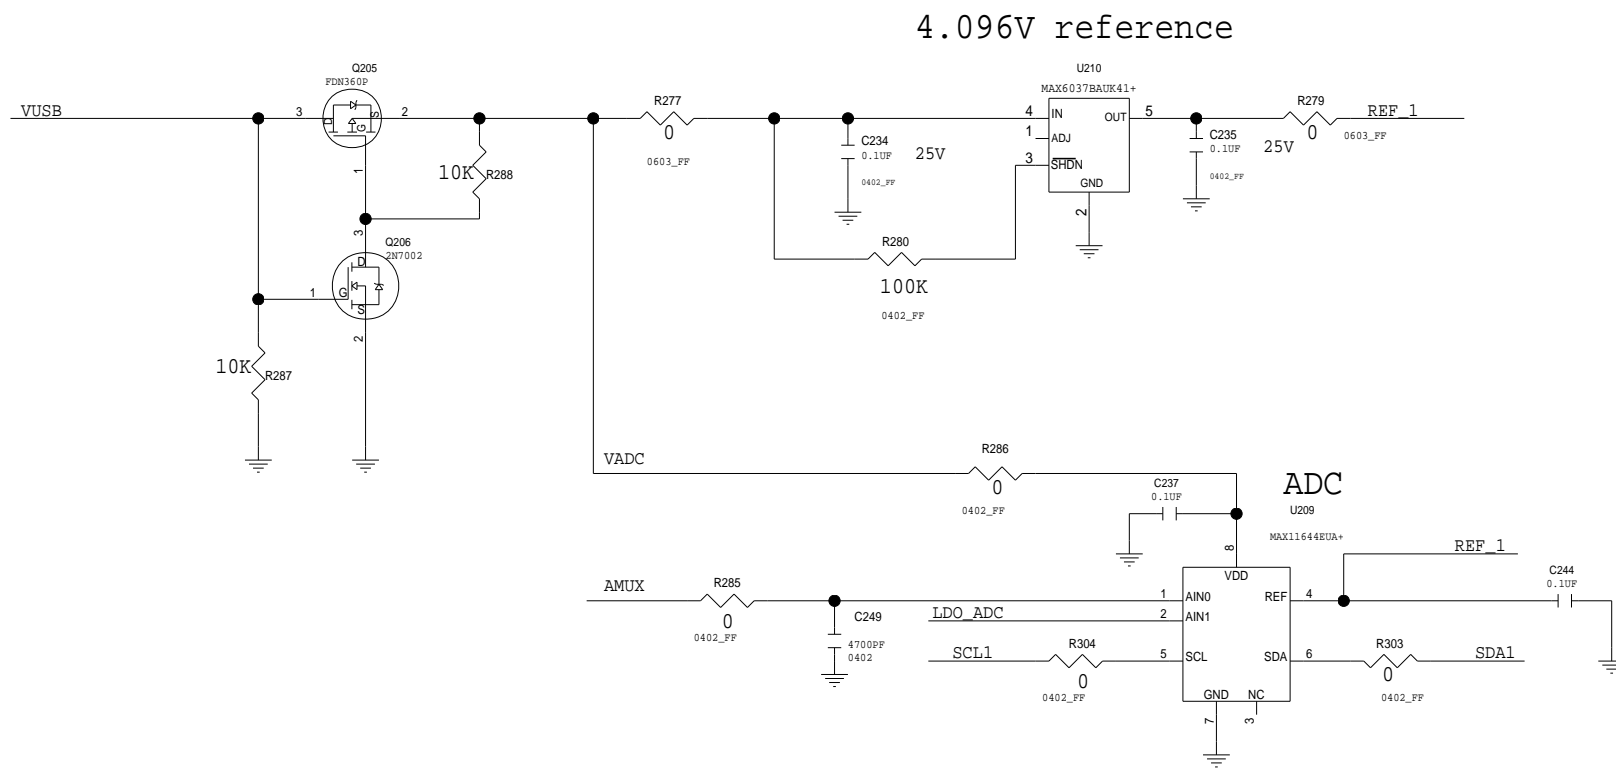 4.096V reference
Q205
FDN360P
VUSB
3
D
G
S
2
1
R277
0
0603_FF
U210
MAX6037BAUK41+
4 IN
1 ADJ
3 SHDN
OUT 5
GND
2
C234
0.1UF
25V
0402_FF
C235
0.1UF
25V
0402_FF
R279
0
0603_FF
REF_1
10K R288
3
Q206
2N7002
D
1 G
S
2
10K R287
R280
100K
0402_FF
VADC
R286
0
0402_FF
C237
0.1UF
ADC
U209
MAX11644EUA+
8
VDD
REF_1
C244
0.1UF
AMUX
R285
0
0402_FF
C249
4700PF
0402
1 AIN0
LDO_ADC 2 AIN1
SCL1
R304
0
0402_FF
5 SCL
REF 4
SDA 6
R303
0
0402_FF
SDA1
GND NC
7 3